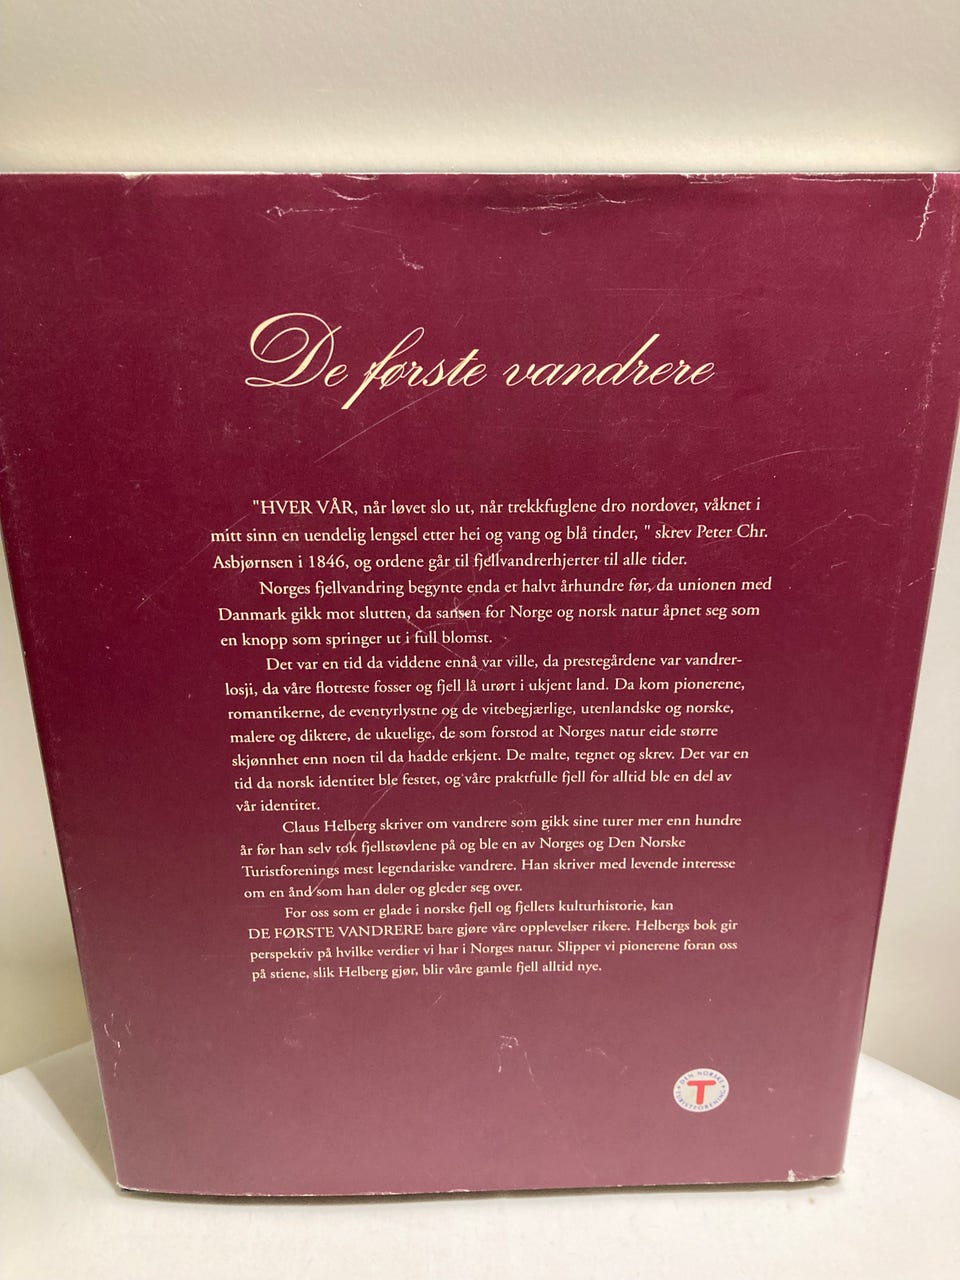 De første vandrere
"HVER VÅR, når løvet slo ut, når trekkfuglene dro nordover, våknet i
mitt sinn en uendelig lengsel etter hei og vang og blå tinder, " skrev Peter Chr.
Asbjørnsen i 1846, og ordene går til fjellvandrerhjerter til alle tider.
Norges fjellvandring begynte enda et halvt århundre før, da unionen med
Danmark gikk mot slutten, da sansen for Norge og norsk natur åpnet seg som
en knopp som springer ut i full blomst.
Det var en tid da viddene ennå var ville, da prestegårdene var vandrer-
losji, da våre flotteste fosser og fjell lå urørt i ukjent land. Da kom pionerene,
romantikerne, de eventyrlystne og de vitebegjærlige, utenlandske og norske,
malere og diktere, de ukuelige, de som forstod at Norges natur eide større
skjønnhet enn noen til da hadde erkjent. De malte, tegnet og skrev. Det var en
tid da norsk identitet ble festet, og våre praktfulle fjell for alltid ble en del av
vår identitet.
Claus Helberg skriver om vandrere som gikk sine turer mer enn hundre
år før han selv tok fjellstøvlene på og ble en av Norges og Den Norske
Turistforenings mest legendariske vandrere. Han skriver med levende interesse
om en ånd som han deler og gleder seg over.
For oss som er glade i norske fjell og fjellets kulturhistorie, kan
DE FØRSTE VANDRERE bare gjøre våre opplevelser rikere. Helbergs bok gir
perspektiv på hvilke verdier vi har i Norges natur. Slipper vi pionerene foran oss
på stiene, slik Helberg gjør, blir våre gamle fjell alltid nye.
DEN NORSKE
T
TURISTFORENING